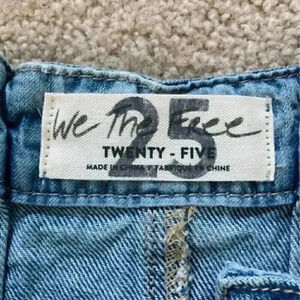 We The Free
25
TWENTY - FIVE
MADE IN CHINA / FABRIQUÉ EN CHINE